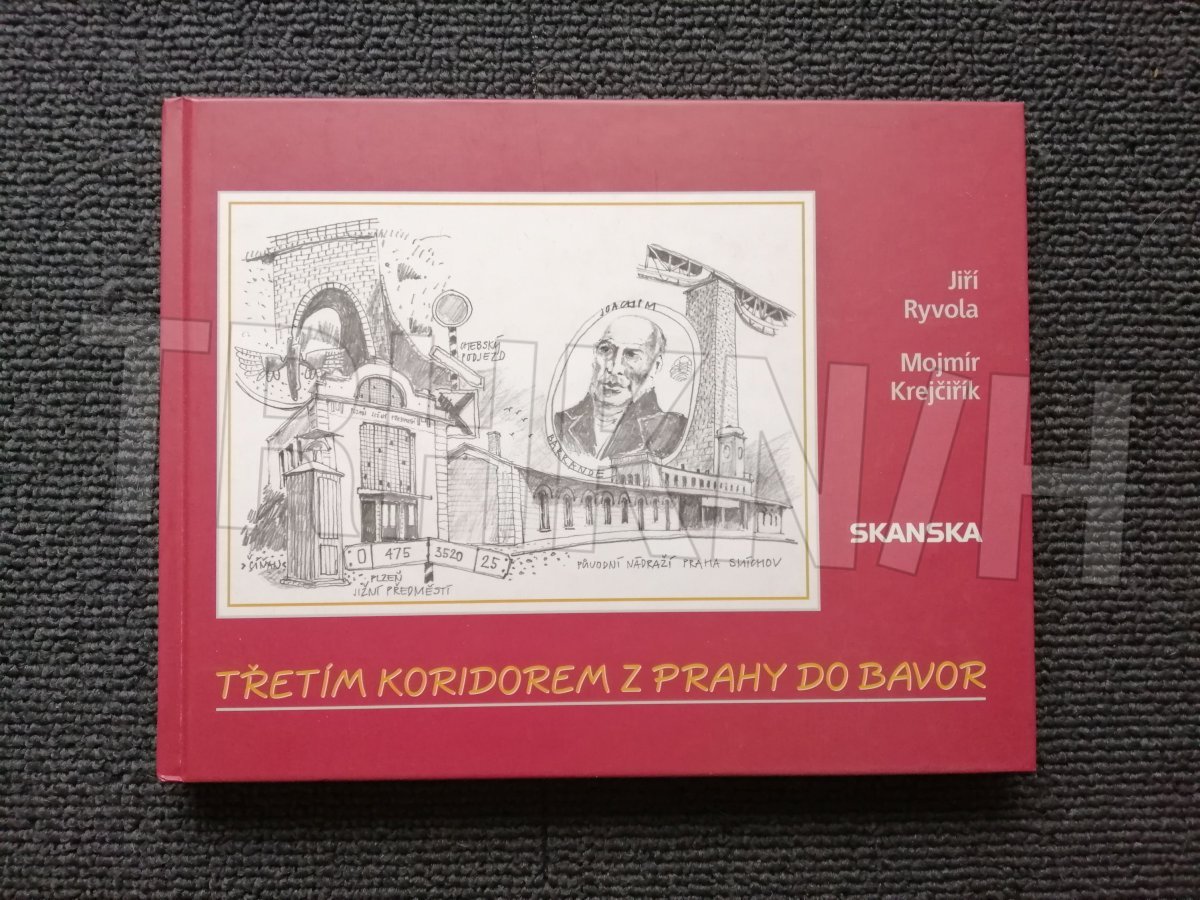 JOACHIM
CHEBSKÝ
PODJEZD
BARRANDE
0 475 3520 25
PLZEŇ
JIŽNÍ PŘEDMĚSTÍ
PŮVODNÍ NÁDRAŽÍ PRAHA SMÍCHOV
Jiří
Ryvola
Mojmír
Krejčiřík
SKANSKA
TŘETÍM KORIDOREM Z PRAHY DO BAVOR